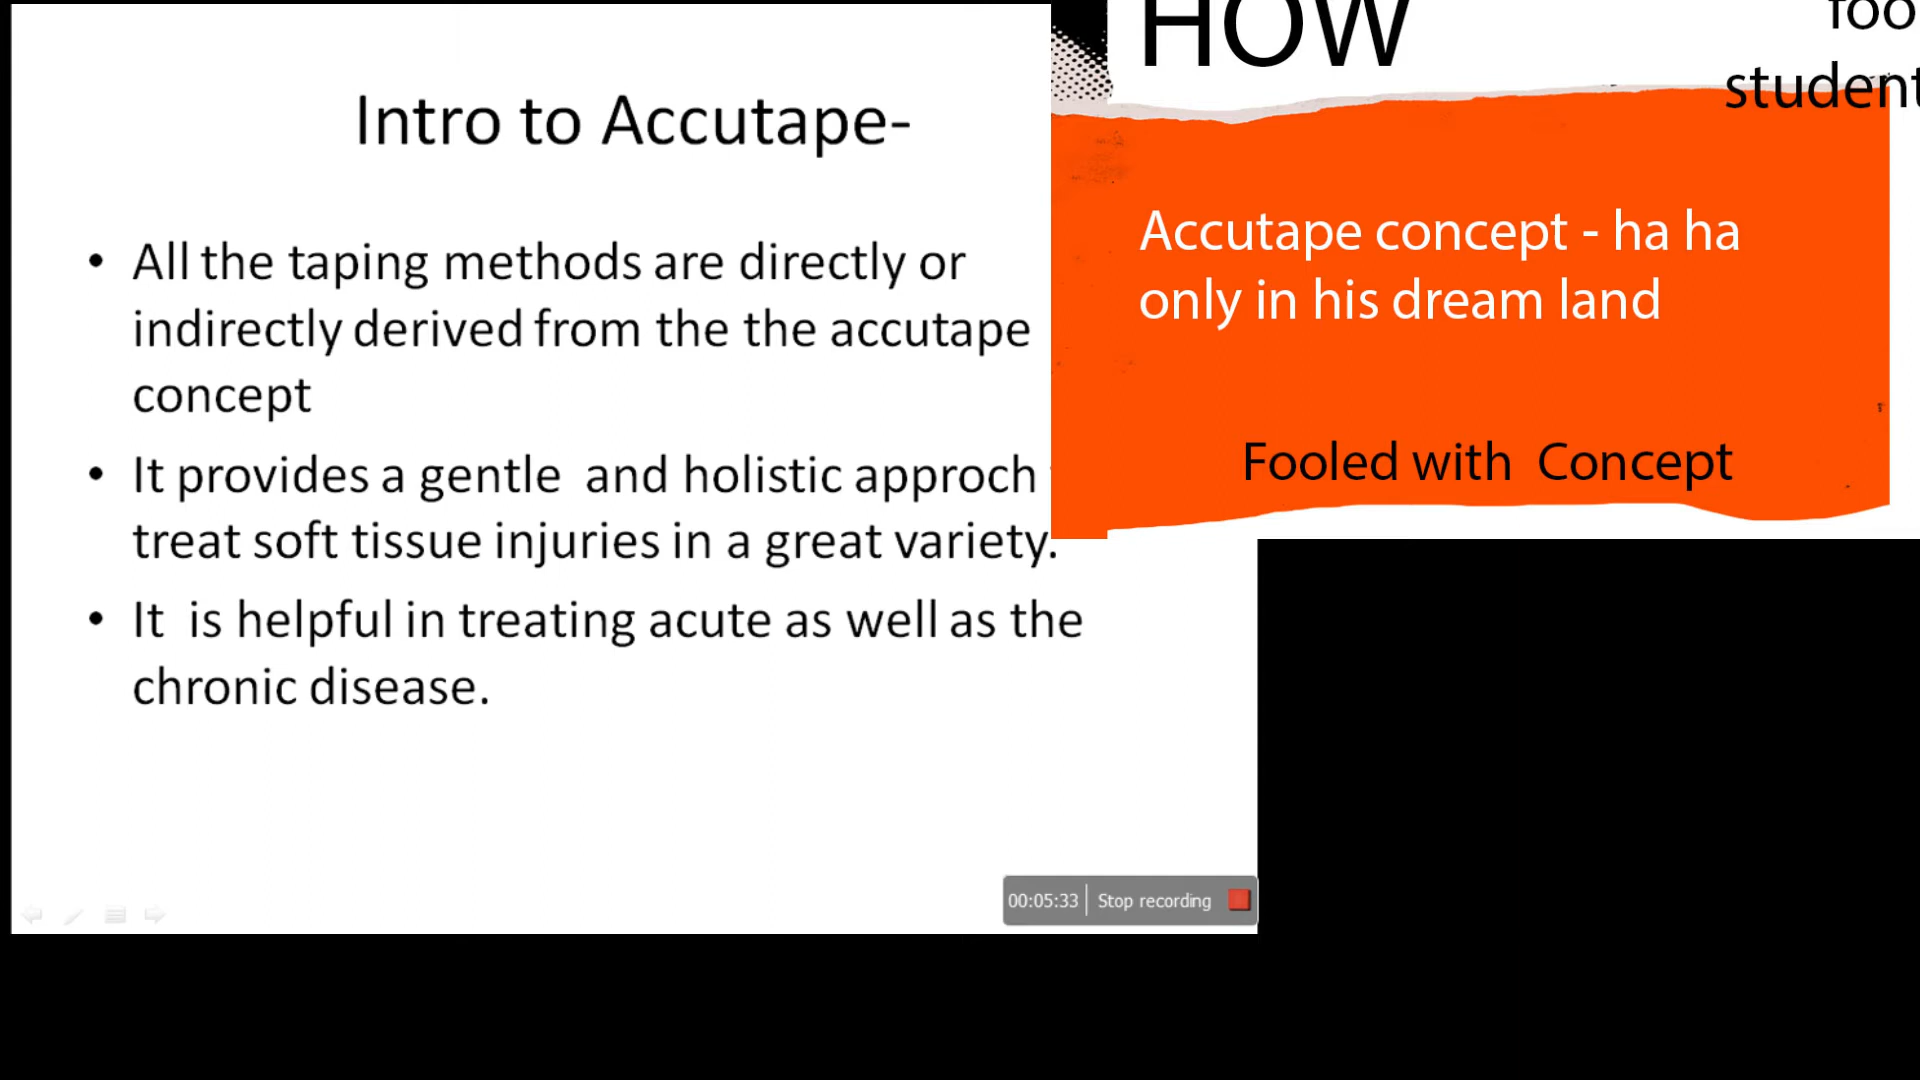 Intro to Accutape-
• All the taping methods are directly or
indirectly derived from the the accutape
concept
• It provides a gentle and holistic approch
treat soft tissue injuries in a great variety.
• It is helpful in treating acute as well as the
chronic disease.
00:05:33 Stop recording
HOW
foo
student
Accutape concept - ha ha
only in his dream land
Fooled with Concept